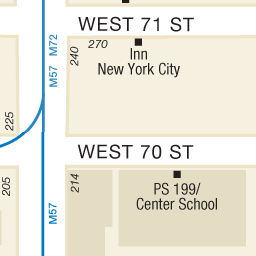 WEST 71 ST
M72
M57
240
270
Inn
New York City
225
WEST 70 ST
205
214
PS 199/
Center School
M57